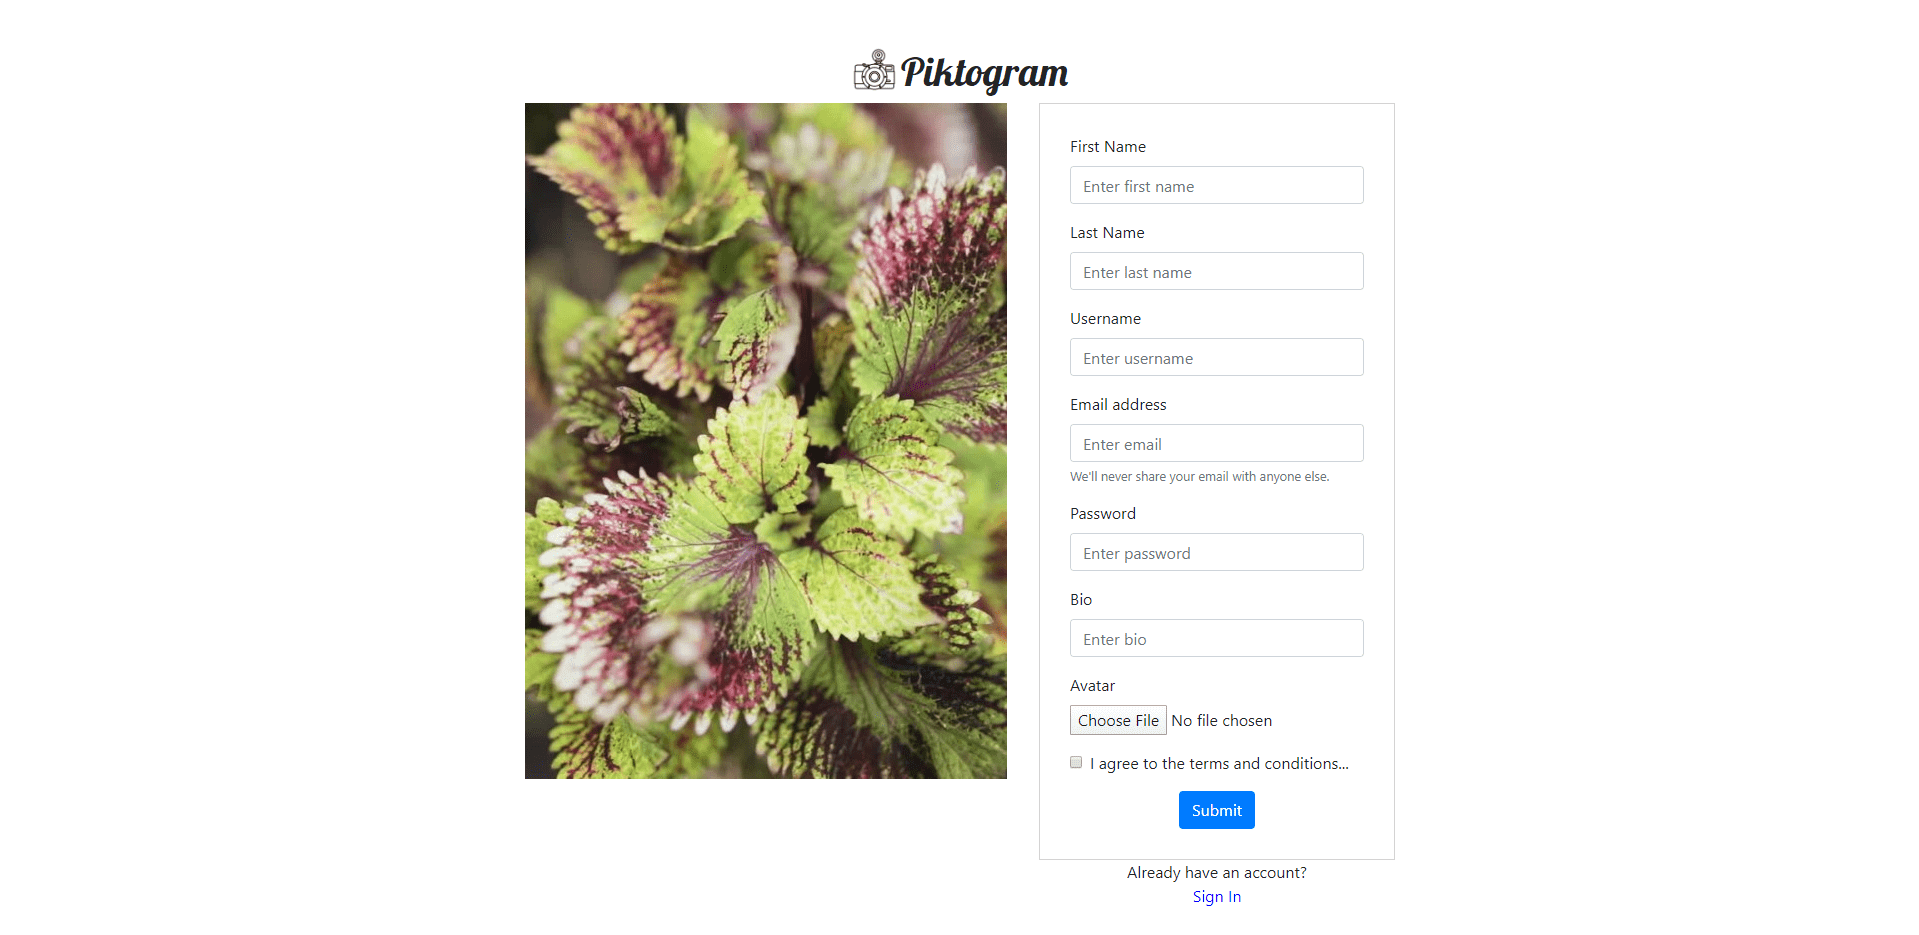 Piktogram
First Name
Enter first name
Last Name
Enter last name
Username
Enter username
Email address
Enter email
We'll never share your email with anyone else.
Password
Enter password
Bio
Enter bio
Avatar
Choose File No file chosen
I agree to the terms and conditions...
Submit
Already have an account?
Sign In